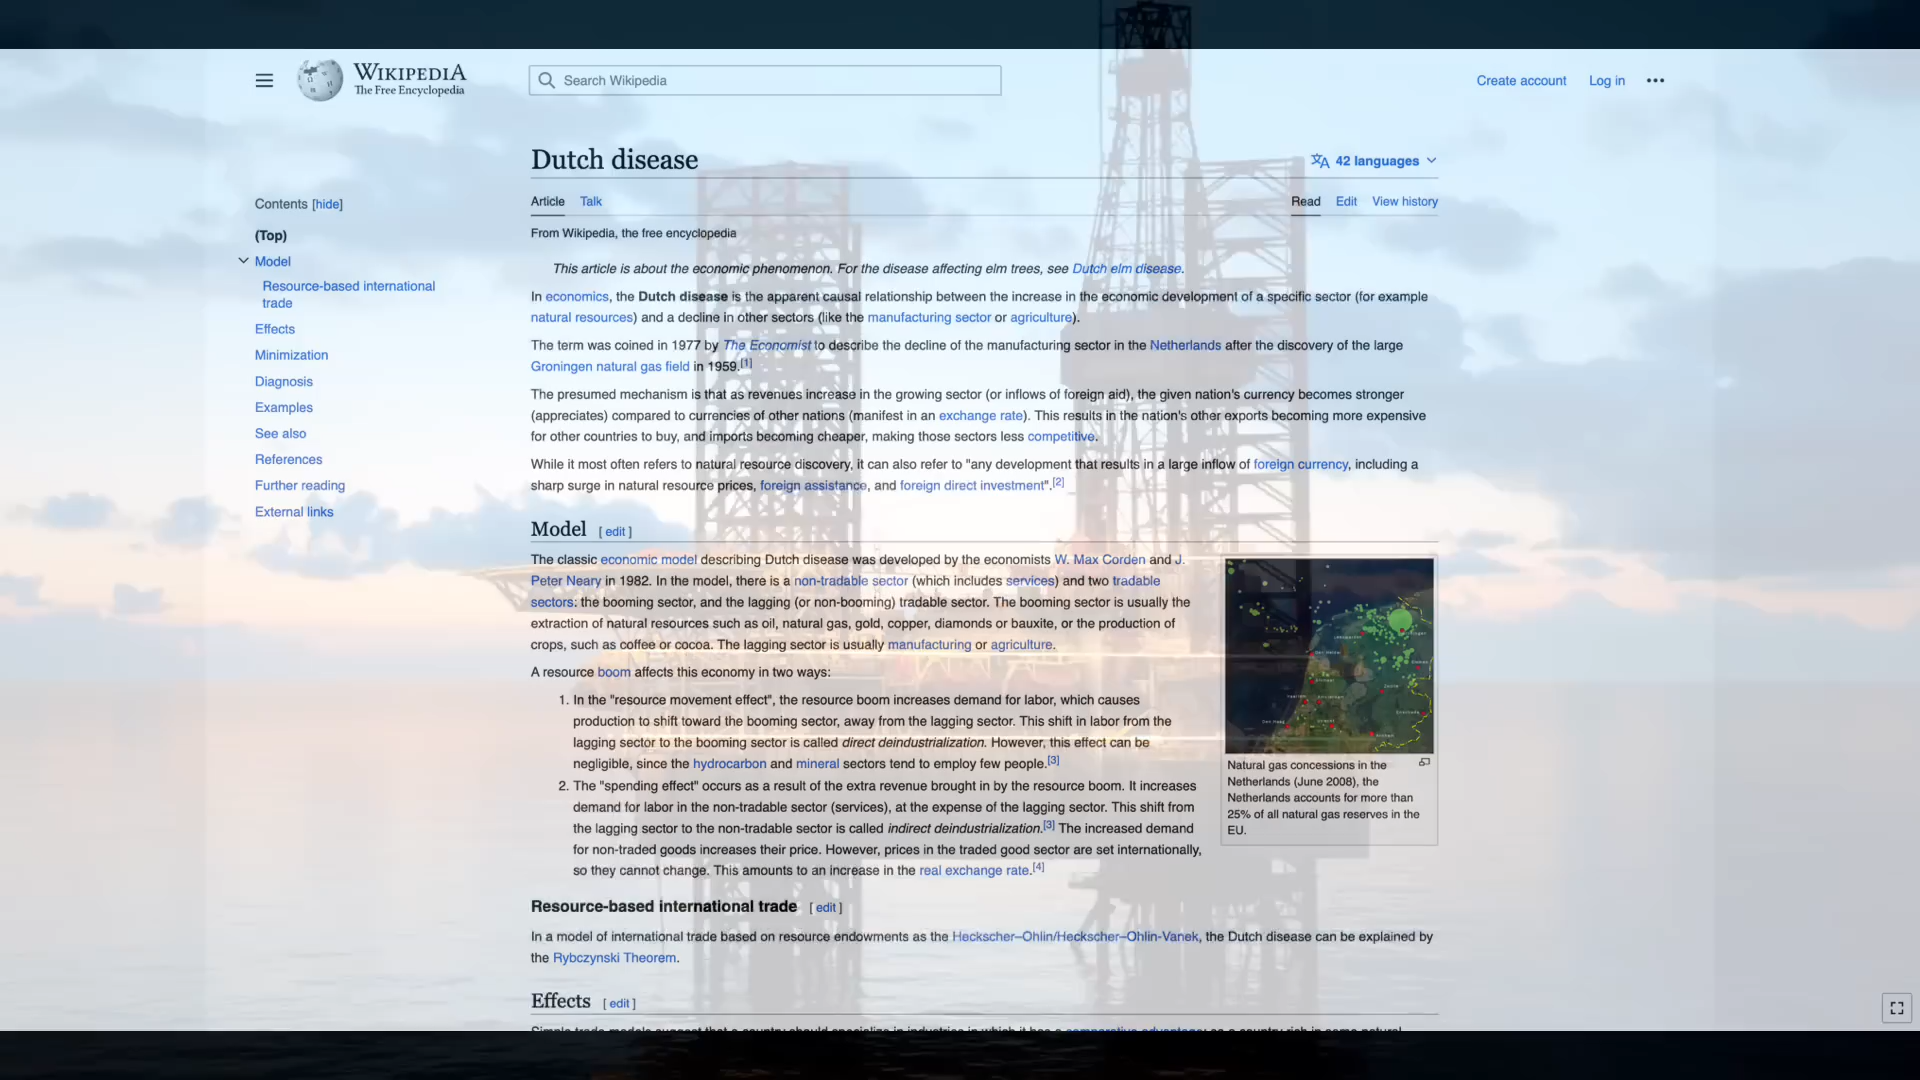 WIKIPEDIA
The Free Encyclopedia
Search Wikipedia
Create account
Log in
Dutch disease
42 languages
Contents [hide]
(Top)
Model
Resource-based international
trade
Effects
Minimization
Diagnosis
Examples
See also
References
Further reading
External links
Article
Talk
Read
Edit
View history
From Wikipedia, the free encyclopedia
This article is about the economic phenomenon. For the disease affecting elm trees, see Dutch elm disease.
In economics, the Dutch disease is the apparent causal relationship between the increase in the economic development of a specific sector (for example
natural resources) and a decline in other sectors (like the manufacturing sector or agriculture).
The term was coined in 1977 by The Economist to describe the decline of the manufacturing sector in the Netherlands after the discovery of the large
Groningen natural gas field in 1959.[1]
The presumed mechanism is that as revenues increase in the growing sector (or inflows of foreign aid), the given nation's currency becomes stronger
(appreciates) compared to currencies of other nations (manifest in an exchange rate). This results in the nation's other exports becoming more expensive
for other countries to buy, and imports becoming cheaper, making those sectors less competitive.
While it most often refers to natural resource discovery, it can also refer to "any development that results in a large inflow of foreign currency, including a
sharp surge in natural resource prices, foreign assistance, and foreign direct investment".[2]
Model [ edit ]
The classic economic model describing Dutch disease was developed by the economists W. Max Corden and J.
Peter Neary in 1982. In the model, there is a non-tradable sector (which includes services) and two tradable
sectors: the booming sector, and the lagging (or non-booming) tradable sector. The booming sector is usually the
extraction of natural resources such as oil, natural gas, gold, copper, diamonds or bauxite, or the production of
crops, such as coffee or cocoa. The lagging sector is usually manufacturing or agriculture.
A resource boom affects this economy in two ways:
1. In the "resource movement effect", the resource boom increases demand for labor, which causes
production to shift toward the booming sector, away from the lagging sector. This shift in labor from the
lagging sector to the booming sector is called direct deindustrialization. However, this effect can be
negligible, since the hydrocarbon and mineral sectors tend to employ few people.[3]
2. The "spending effect" occurs as a result of the extra revenue brought in by the resource boom. It increases
demand for labor in the non-tradable sector (services), at the expense of the lagging sector. This shift from
the lagging sector to the non-tradable sector is called indirect deindustrialization.[3] The increased demand
for non-traded goods increases their price. However, prices in the traded good sector are set internationally,
so they cannot change. This amounts to an increase in the real exchange rate.[4]
Natural gas concessions in the
Netherlands (June 2008), the
Netherlands accounts for more than
25% of all natural gas reserves in the
EU.
Resource-based international trade [ edit ]
In a model of international trade based on resource endowments as the Heckscher–Ohlin/Heckscher–Ohlin-Vanek, the Dutch disease can be explained by
the Rybczynski Theorem.
Effects [ edit ]
Simple trade models suggest that a country should specialize in industries in which it has a comparative advantage; so a country rich in some natural